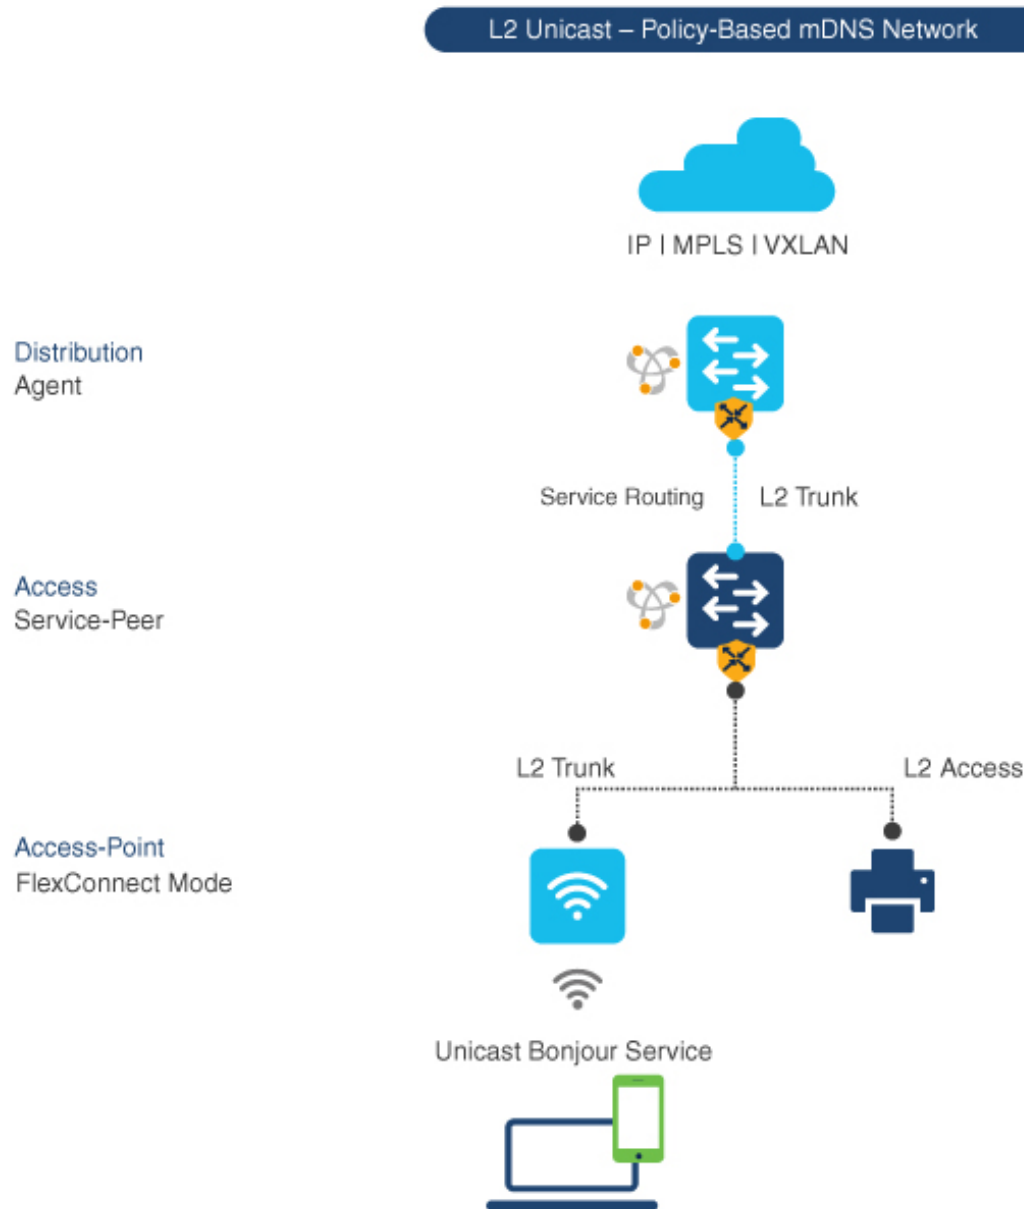 L2 Unicast – Policy-Based mDNS Network
IP | MPLS | VXLAN
Distribution
Agent
Service Routing
L2 Trunk
Access
Service-Peer
L2 Trunk
L2 Access
Access-Point
FlexConnect Mode
Unicast Bonjour Service